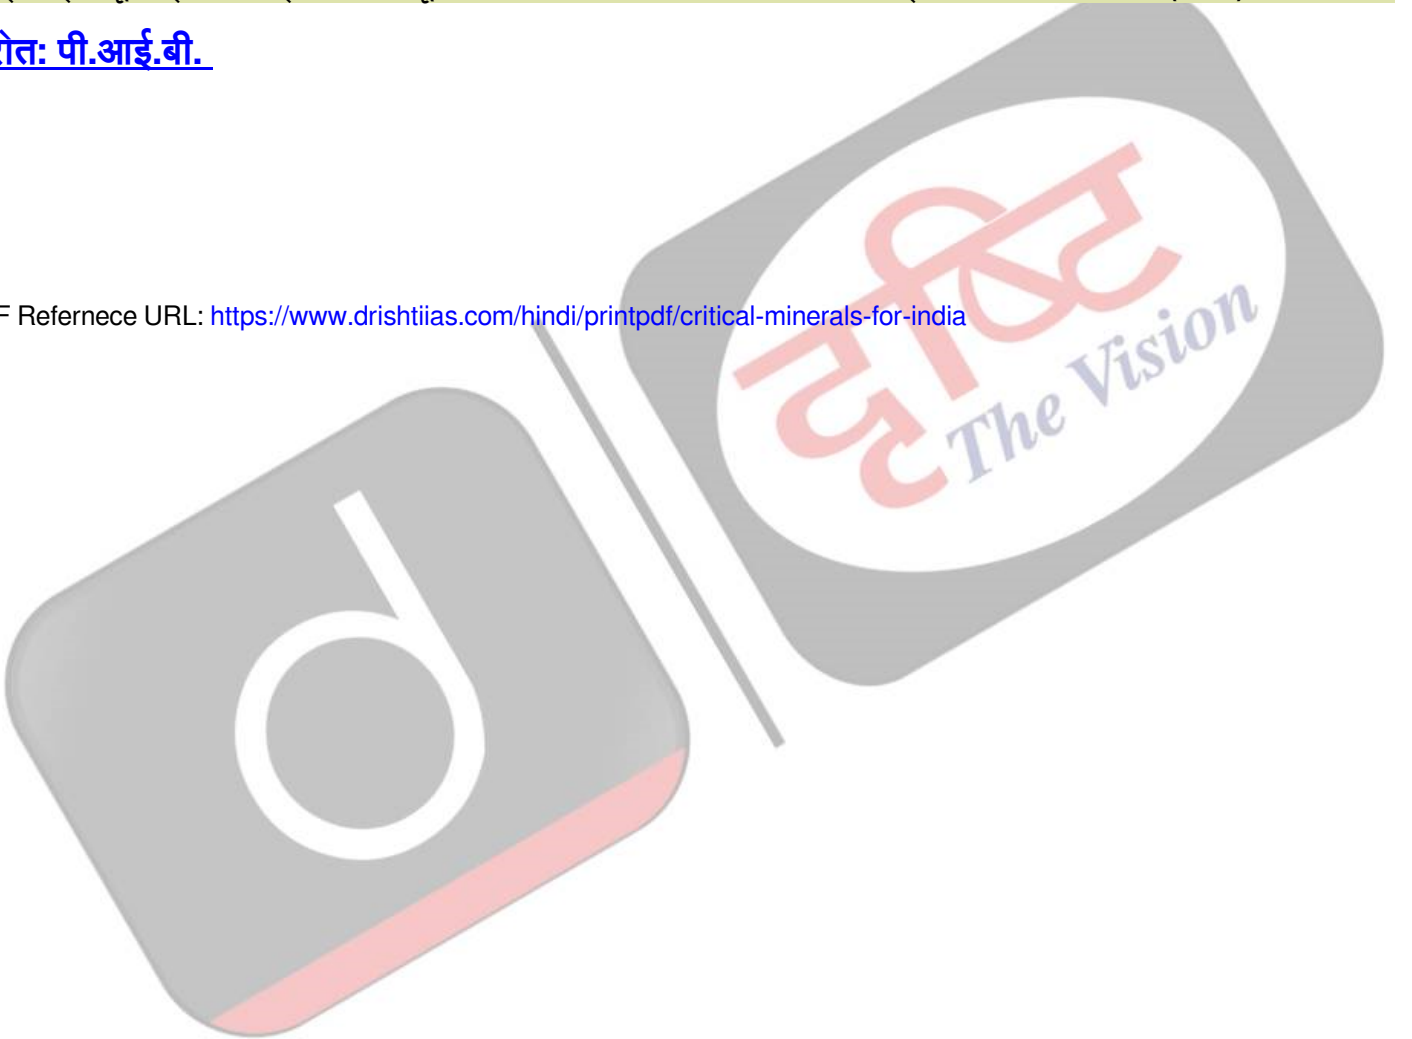 रोत: पी.आई.बी.
F Refernece URL: https://www.drishtiias.com/hindi/printpdf/critical-minerals-for-india
दृष्टि
The Vision
d